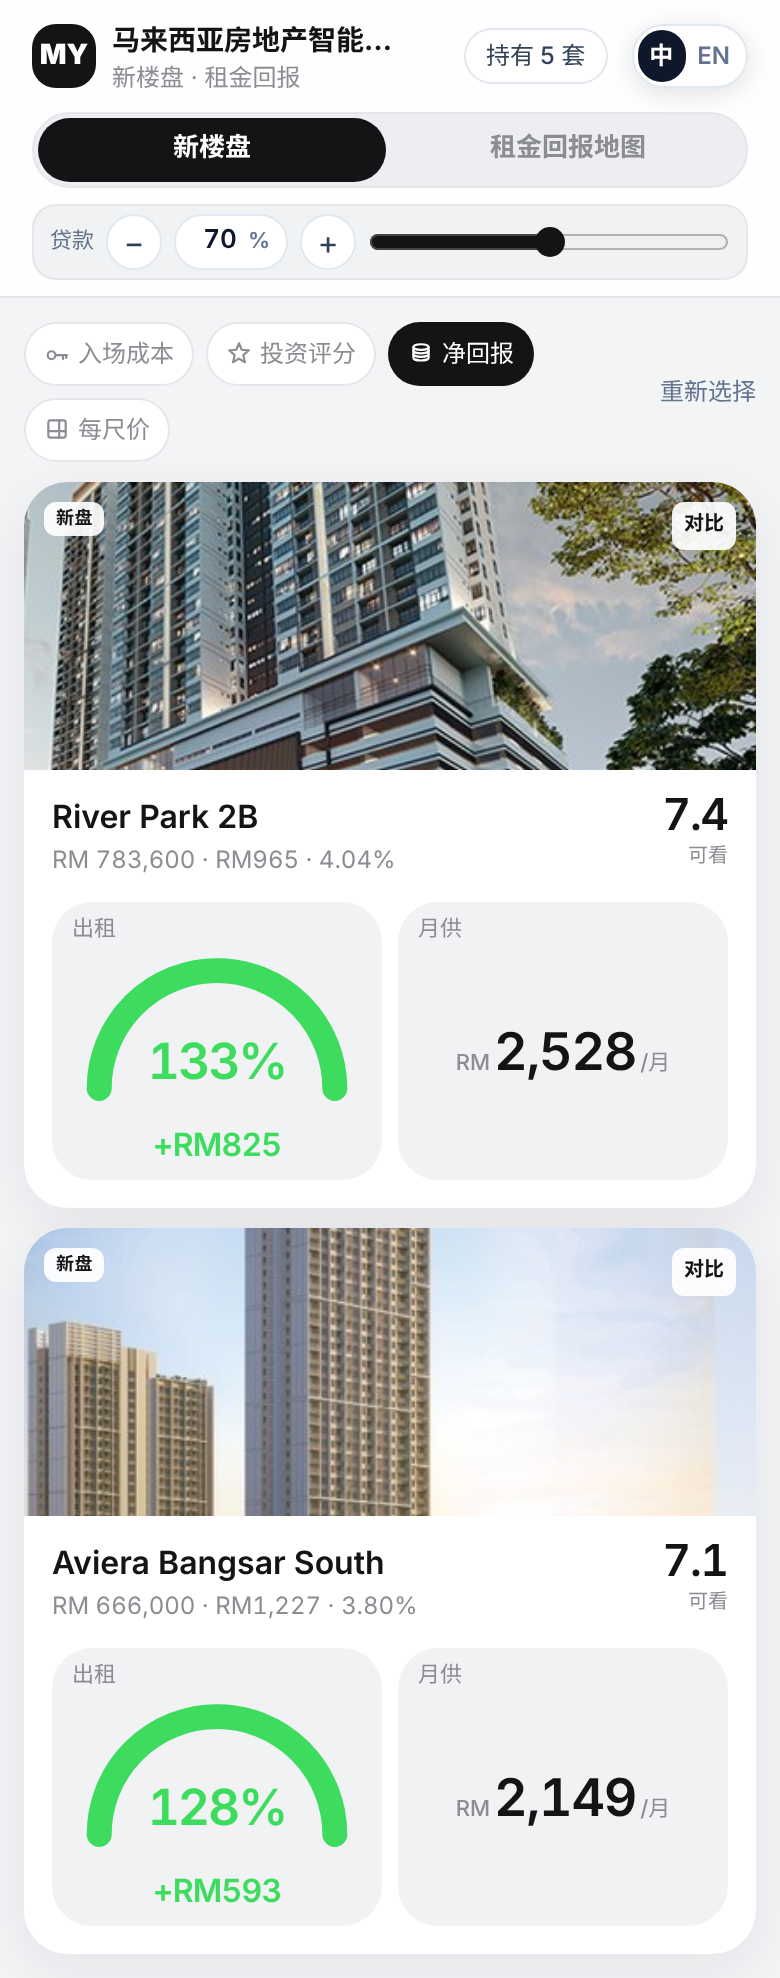 MY
马来西亚房地产智能...
新楼盘 · 租金回报
持有 5 套
中 EN
新楼盘 租金回报地图
贷款 − 70 % +
入场成本 投资评分 净回报
重新选择
每尺价
新盘 对比
River Park 2B 7.4
RM 783,600 · RM965 · 4.04% 可看
出租 月供
133% RM 2,528 /月
+RM825
新盘 对比
Aviera Bangsar South 7.1
RM 666,000 · RM1,227 · 3.80% 可看
出租 月供
128% RM 2,149 /月
+RM593